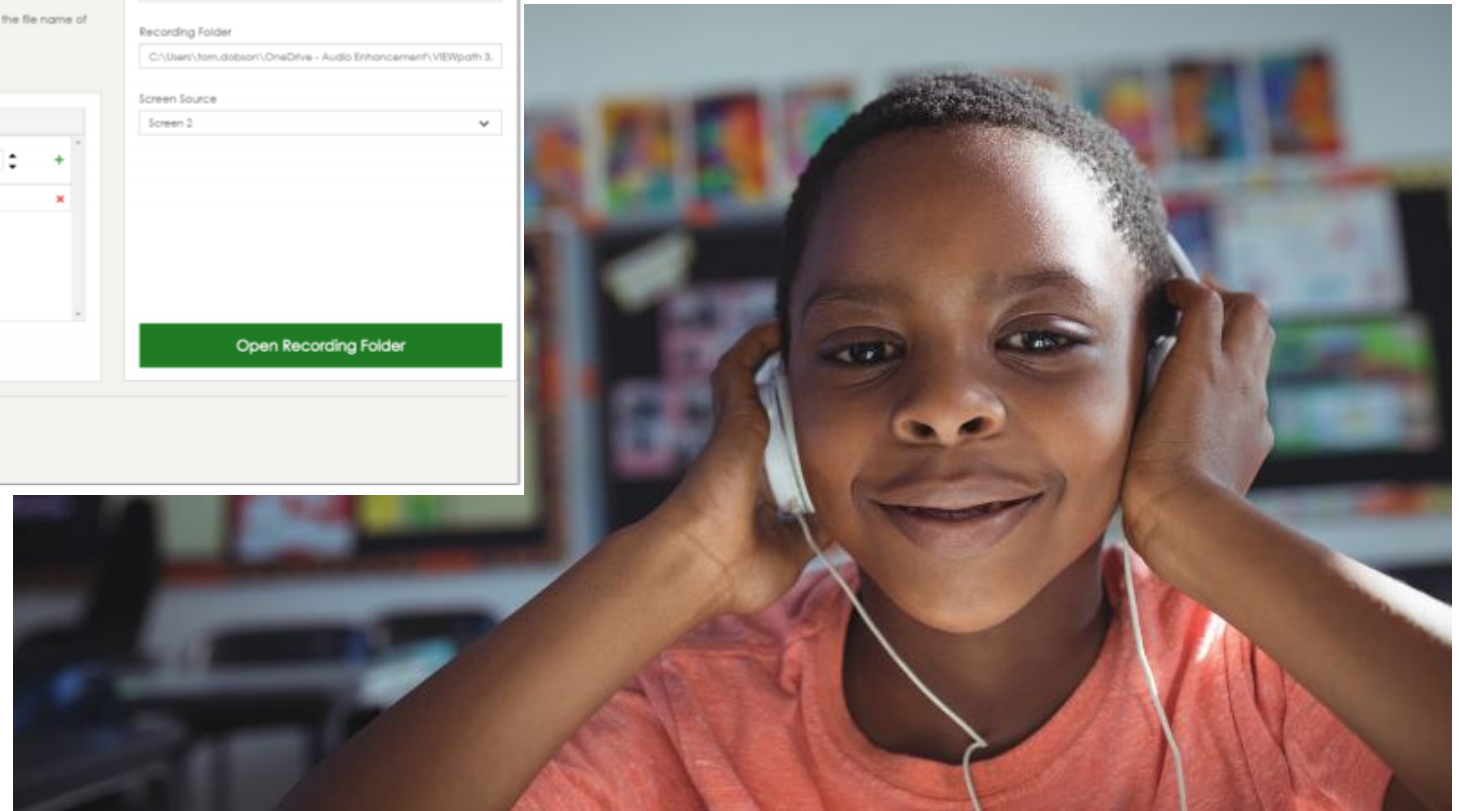 the file name of
Recording Folder
C:\Users\tom.dobson\OneDrive - Audio Enhancement\VIEWpath 3.
Screen Source
Screen 2
Open Recording Folder